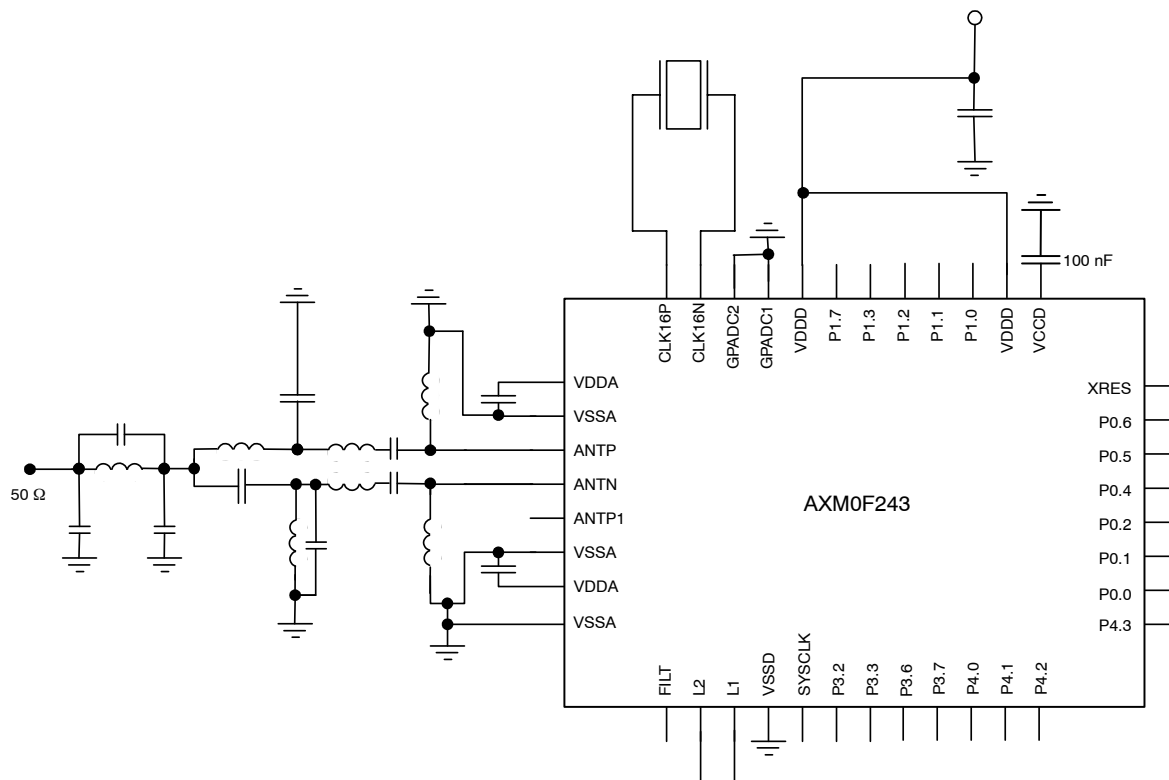 100 nF
CLK16P
CLK16N
GPADC2
GPADC1
VDDD
P1.7
P1.3
P1.2
P1.1
P1.0
VDDD
VCCD
VDDA
VSSA
ANTP
ANTN
ANTP1
VSSA
VDDA
VSSA
50 Ω
AXM0F243
XRES
P0.6
P0.5
P0.4
P0.2
P0.1
P0.0
P4.3
FILT
L2
L1
VSSD
SYSCLK
P3.2
P3.3
P3.6
P3.7
P4.0
P4.1
P4.2